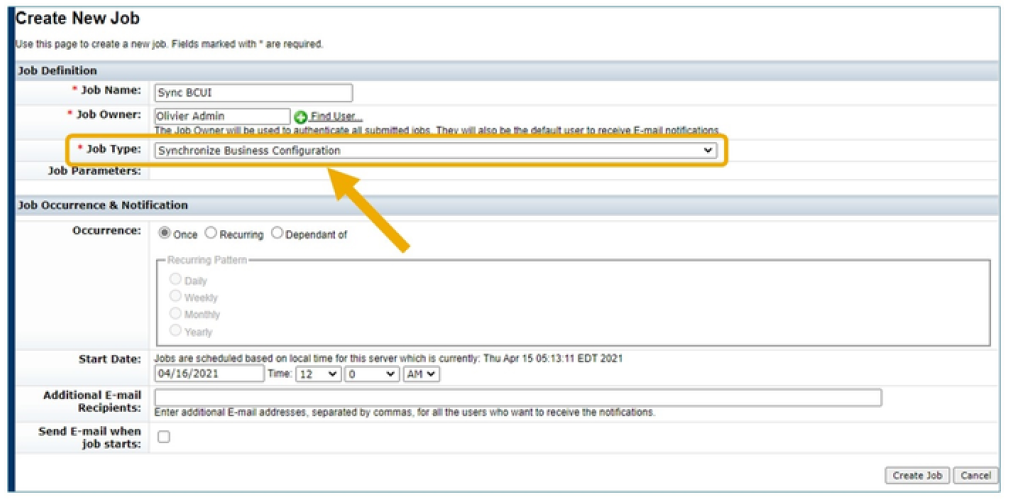 Create New Job
Use this page to create a new job. Fields marked with * are required.
Job Definition
* Job Name: Sync BCUI
* Job Owner: Olivier Admin Find User...
The Job Owner will be used to authenticate all submitted jobs. They will also be the default user to receive E-mail notifications
* Job Type: Synchronize Business Configuration
Job Parameters:
Job Occurrence & Notification
Occurrence: Once Recurring Dependant of
Recurring Pattern
Daily
Weekly
Monthly
Yearly
Start Date: Jobs are scheduled based on local time for this server which is currently: Thu Apr 15 05:13:11 EDT 2021
04/16/2021 Time: 12 0 AM
Additional E-mail
Recipients:
Enter additional E-mail addresses, separated by commas, for all the users who want to receive the notifications.
Send E-mail when
job starts:
Create Job Cancel